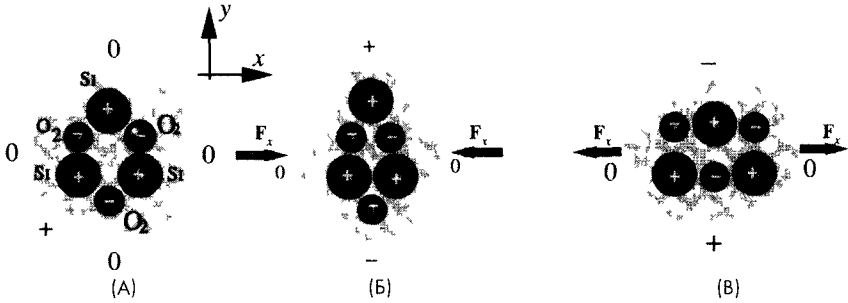 0
y
x
Si
O₂
O₂
0
0
Si
Si
+
O₂
0
(А)
+
Fₓ
Fₓ
0
0
−
(Б)
−
Fₓ
Fₓ
0
0
+
(В)